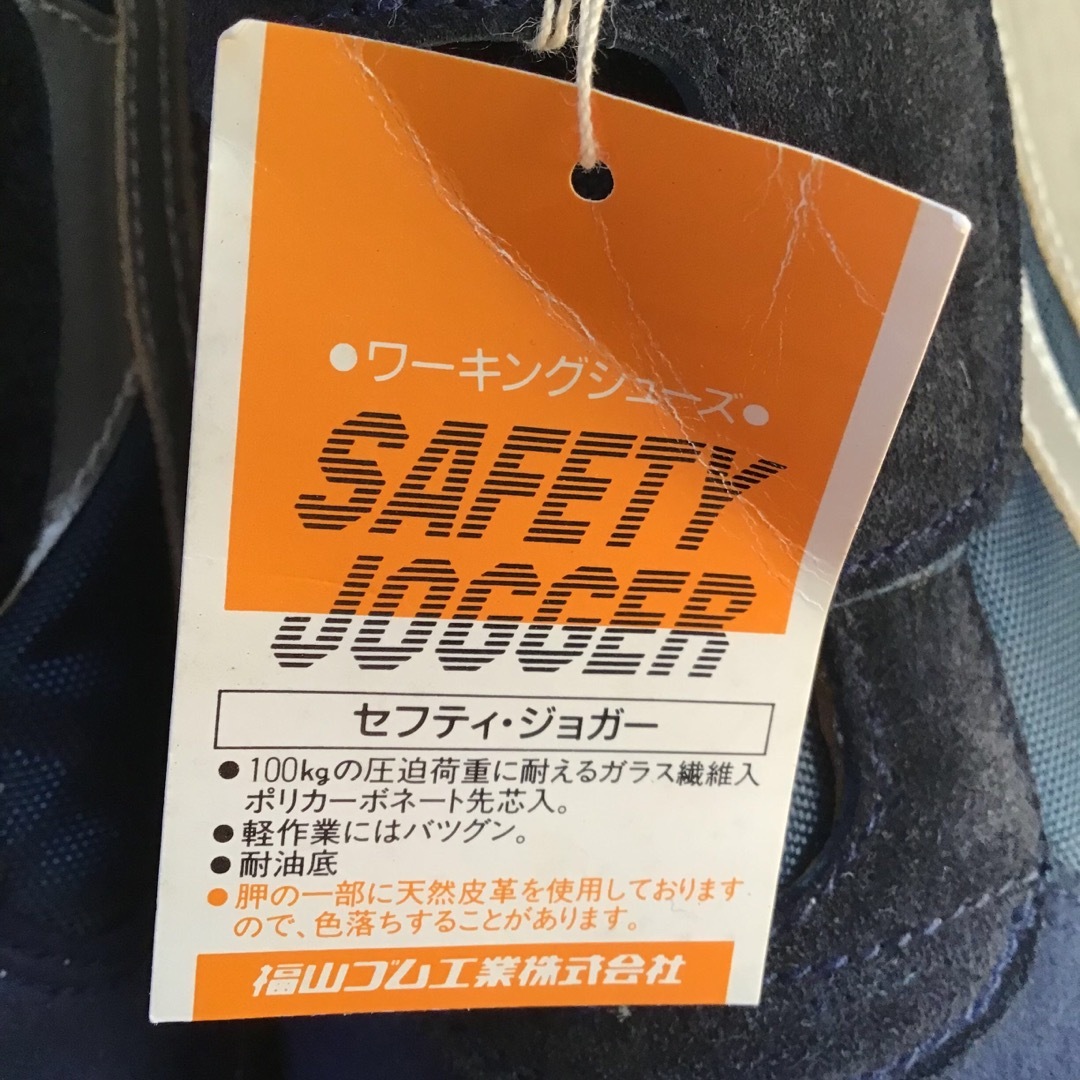 ●ワーキングシューズ●
SAFETY
JOGGER
セフティ・ジョガー
●100kgの圧迫荷重に耐えるガラス繊維入
ポリカーボネート先芯入。
●軽作業にはバツグン。
●耐油底
●胛の一部に天然皮革を使用しております
ので、色落ちすることがあります。
福山ゴム工業株式会社